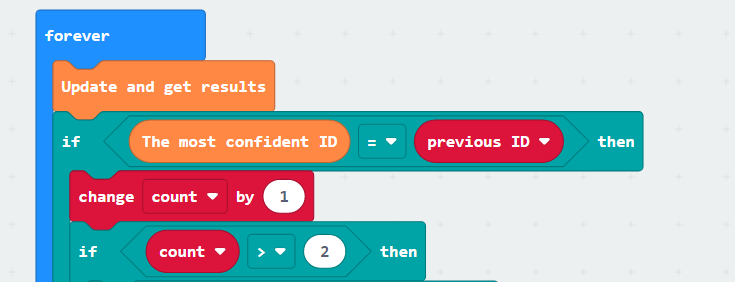 forever
Update and get results
if The most confident ID = previous ID then
change count by 1
if count > 2 then